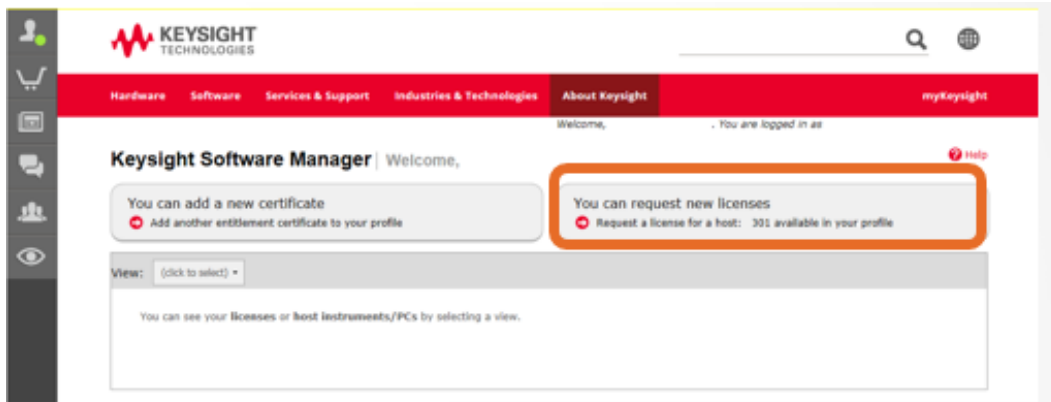 KEYSIGHT
TECHNOLOGIES
Hardware Software Services & Support Industries & Technologies About Keysight myKeysight
Welcome, . You are logged in as
Keysight Software Manager | Welcome,
Help
You can add a new certificate
Add another entitlement certificate to your profile
You can request new licenses
Request a license for a host: 301 available in your profile
View: (click to select)
You can see your licenses or host instruments/PCs by selecting a view.